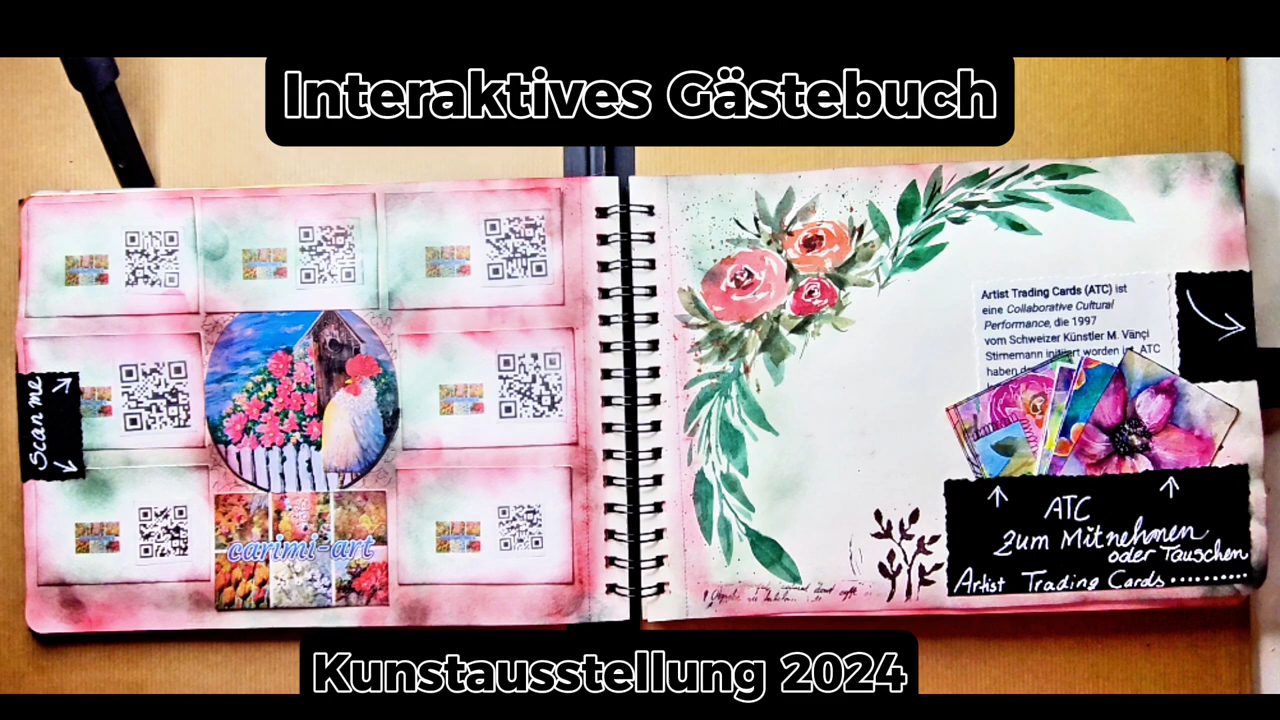 Interaktives Gästebuch
Scan me
carimi-art
Artist Trading Cards (ATC) ist
eine Collaborative Cultural
Performance, die 1997
vom Schweizer Künstler M. Vänçi
Stirnemann initiiert worden ist. ATC
haben
ATC
zum Mitnehmen
oder Tauschen
Artist Trading Cards ..........
Kunstausstellung 2024